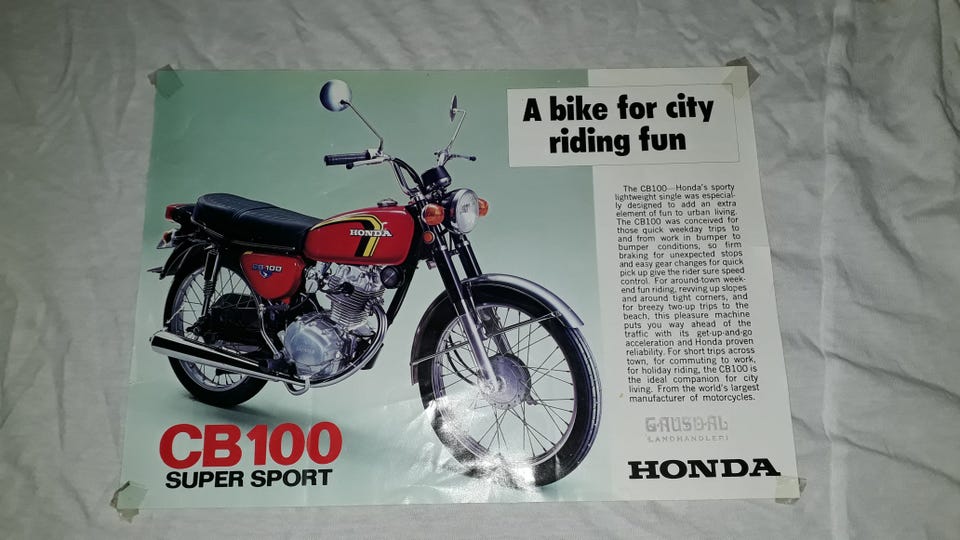 A bike for city
riding fun
The CB100—Honda's sporty
lightweight single was especial-
ly designed to add an extra
element of fun to urban living.
The CB100 was conceived for
those quick weekday trips to
and from work in bumper to
bumper conditions, so firm
braking for unexpected stops
and easy gear changes for quick
pick up give the rider sure speed
control. For around-town week-
end fun riding, revving up slopes
and around tight corners, and
for breezy two-up trips to the
beach, this pleasure machine
puts you way ahead of the
traffic with its get-up-and-go
acceleration and Honda proven
reliability. For short trips across
town, for commuting to work,
for holiday riding, the CB100 is
the ideal companion for city
living. From the world's largest
manufacturer of motorcycles.
HONDA
CB100
GAUSDAL
LANDHANDLERI
CB100
SUPER SPORT
HONDA